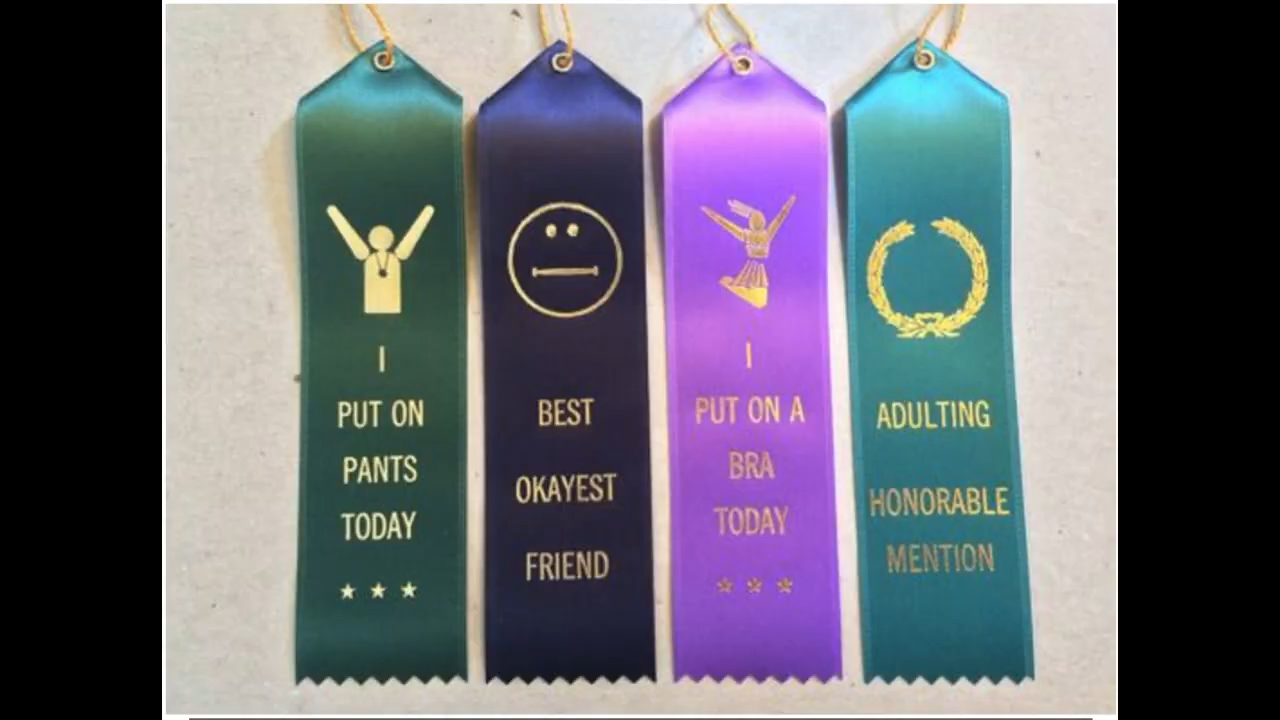 I
PUT ON
PANTS
TODAY
BEST
OKAYEST
FRIEND
I
PUT ON A
BRA
TODAY
ADULTING
HONORABLE
MENTION